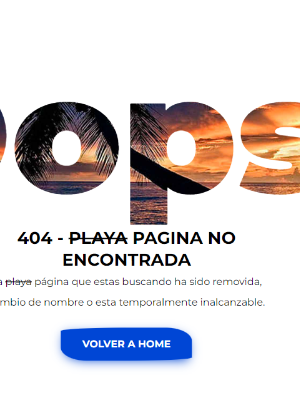 oops
404 - PLAYA PAGINA NO
ENCONTRADA
a playa página que estas buscando ha sido removida,
mbio de nombre o esta temporalmente inalcanzable.
VOLVER A HOME